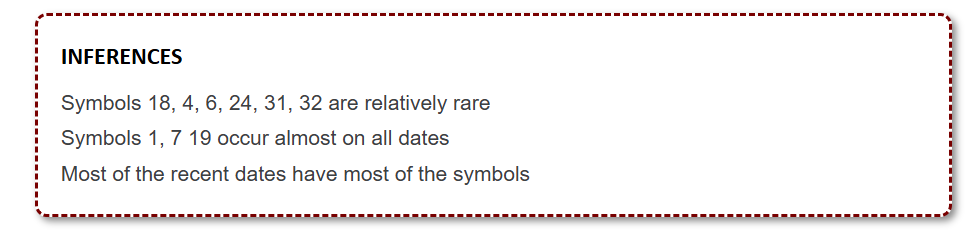 INFERENCES
Symbols 18, 4, 6, 24, 31, 32 are relatively rare
Symbols 1, 7 19 occur almost on all dates
Most of the recent dates have most of the symbols